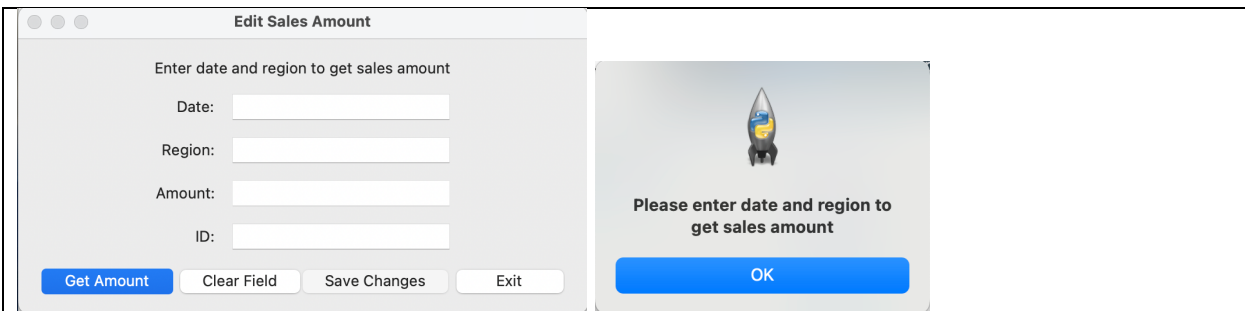 Edit Sales Amount
Enter date and region to get sales amount
Date:
Region:
Amount:
ID:
Get Amount Clear Field Save Changes Exit
Please enter date and region to
get sales amount
OK